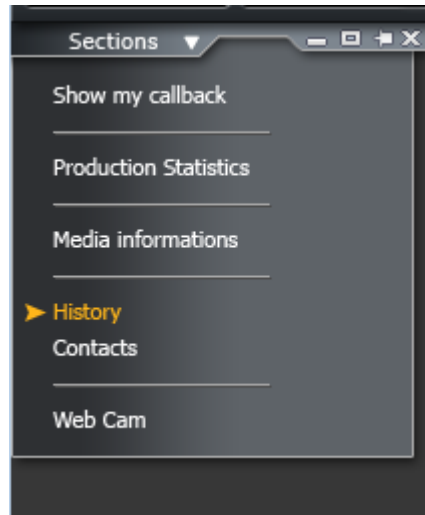 Sections
Show my callback
Production Statistics
Media informations
History
Contacts
Web Cam